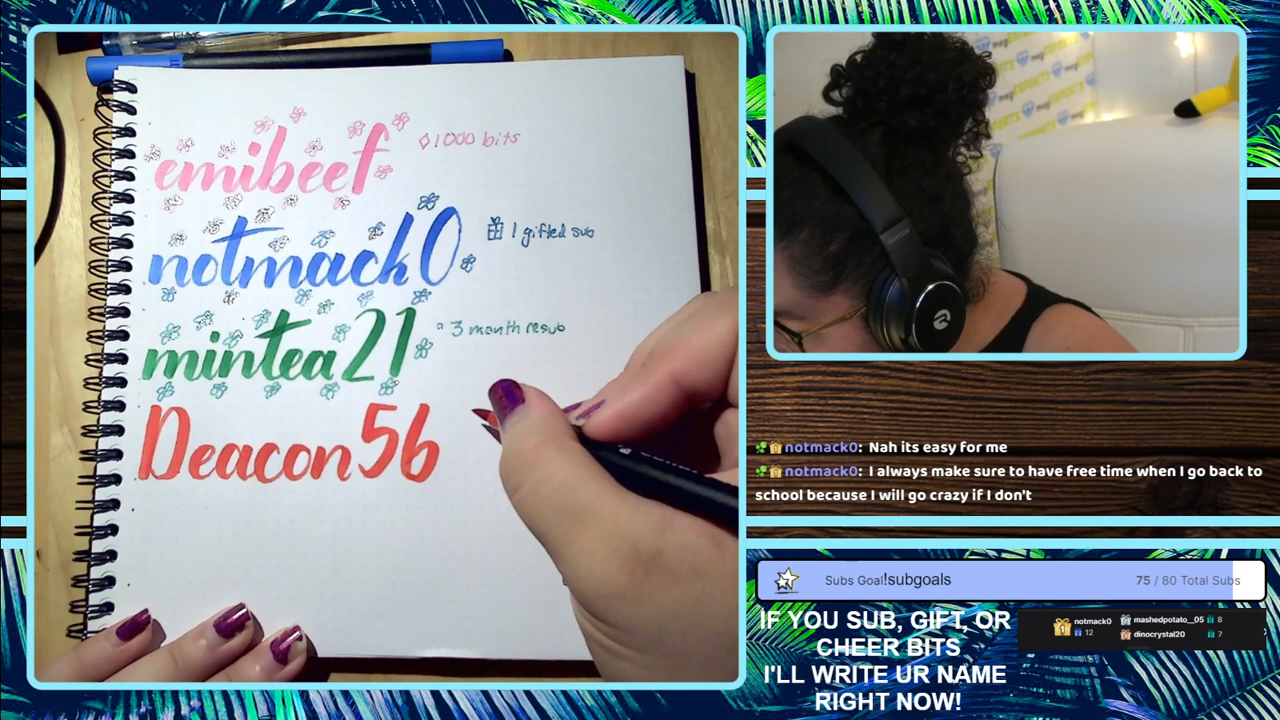 emibeef
1000 bits
notmack0
1 gifted sub
mintea21
3 month resub
Deacon56
notmack0: Nah its easy for me
notmack0: I always make sure to have free time when I go back to
school because I will go crazy if I don't
Subs Goal!subgoals
75 / 80 Total Subs
IF YOU SUB, GIFT, OR
CHEER BITS
I'LL WRITE UR NAME
RIGHT NOW!
1 notmack0
12
mashedpotato__05 8
dinocrystal20 7